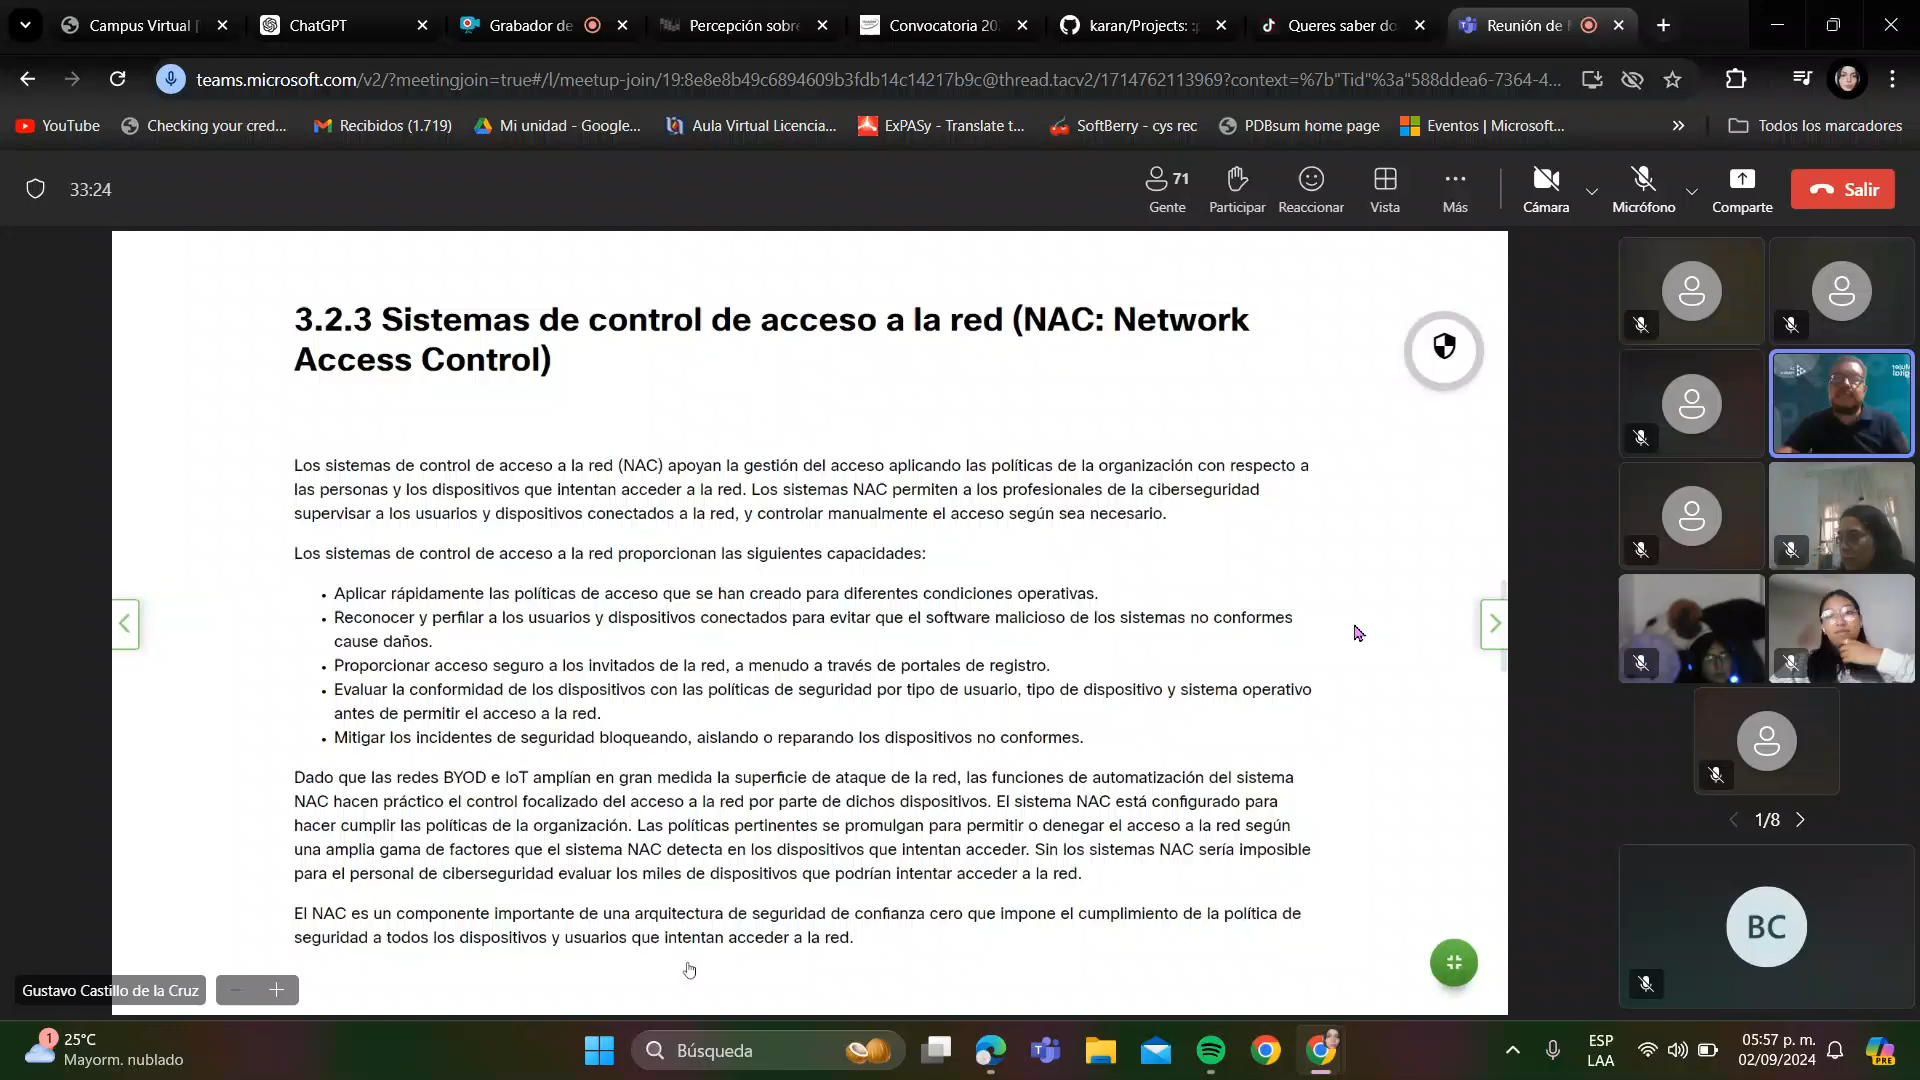 Campus Virtual [
ChatGPT
Grabador de
Percepción sobre
Convocatoria 20
karan/Projects: :p
Queres saber do
Reunión de
teams.microsoft.com/v2/?meetingjoin=true#/l/meetup-join/19:8e8e8b49c6894609b3fdb14c14217b9c@thread.tacv2/1714762113969?context=%7b"Tid"%3a"588ddea6-7364-4...
YouTube
Checking your cred...
Recibidos (1.719)
Mi unidad - Google...
Aula Virtual Licencia...
ExPASy - Translate t...
SoftBerry - cys rec
PDBsum home page
Eventos | Microsoft...
Todos los marcadores
33:24
71
Gente
Participar
Reaccionar
Vista
Más
Cámara
Micrófono
Comparte
Salir
3.2.3 Sistemas de control de acceso a la red (NAC: Network
Access Control)
Los sistemas de control de acceso a la red (NAC) apoyan la gestión del acceso aplicando las políticas de la organización con respecto a
las personas y los dispositivos que intentan acceder a la red. Los sistemas NAC permiten a los profesionales de la ciberseguridad
supervisar a los usuarios y dispositivos conectados a la red, y controlar manualmente el acceso según sea necesario.
Los sistemas de control de acceso a la red proporcionan las siguientes capacidades:
• Aplicar rápidamente las políticas de acceso que se han creado para diferentes condiciones operativas.
• Reconocer y perfilar a los usuarios y dispositivos conectados para evitar que el software malicioso de los sistemas no conformes
cause daños.
• Proporcionar acceso seguro a los invitados de la red, a menudo a través de portales de registro.
• Evaluar la conformidad de los dispositivos con las políticas de seguridad por tipo de usuario, tipo de dispositivo y sistema operativo
antes de permitir el acceso a la red.
• Mitigar los incidentes de seguridad bloqueando, aislando o reparando los dispositivos no conformes.
Dado que las redes BYOD e IoT amplían en gran medida la superficie de ataque de la red, las funciones de automatización del sistema
NAC hacen práctico el control focalizado del acceso a la red por parte de dichos dispositivos. El sistema NAC está configurado para
hacer cumplir las políticas de la organización. Las políticas pertinentes se promulgan para permitir o denegar el acceso a la red según
una amplia gama de factores que el sistema NAC detecta en los dispositivos que intentan acceder. Sin los sistemas NAC sería imposible
para el personal de ciberseguridad evaluar los miles de dispositivos que podrían intentar acceder a la red.
El NAC es un componente importante de una arquitectura de seguridad de confianza cero que impone el cumplimiento de la política de
seguridad a todos los dispositivos y usuarios que intentan acceder a la red.
Gustavo Castillo de la Cruz
1/8
BC
1
25°C
Mayorm. nublado
Búsqueda
ESP
LAA
05:57 p. m.
02/09/2024
PRE